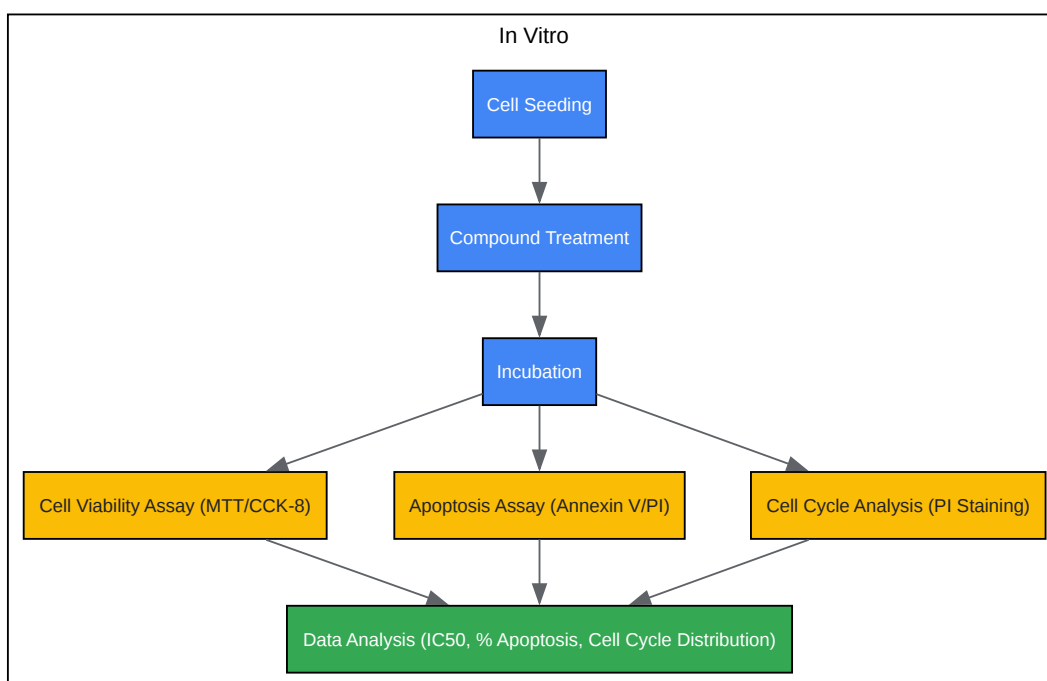 In Vitro
Cell Seeding
Compound Treatment
Incubation
Cell Viability Assay (MTT/CCK-8)
Apoptosis Assay (Annexin V/PI)
Cell Cycle Analysis (PI Staining)
Data Analysis (IC50, % Apoptosis, Cell Cycle Distribution)